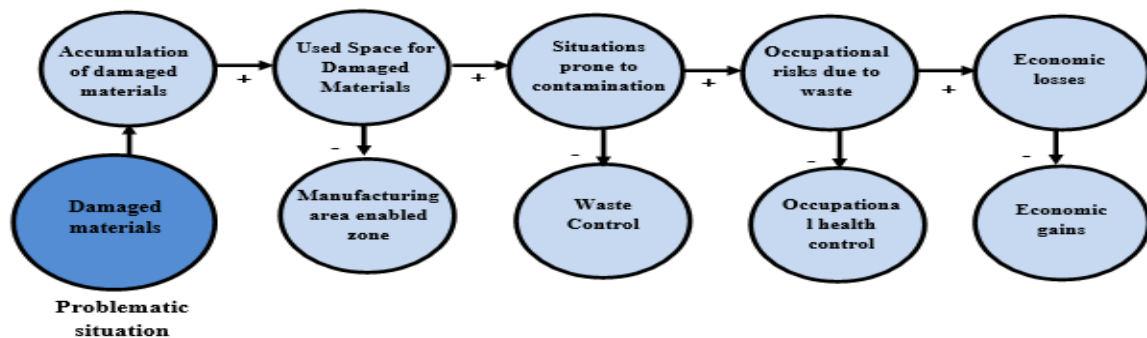 Accumulation
of damaged
materials
+
Used Space for
Damaged
Materials
+
Situations
prone to
contamination
+
Occupational
risks due to
waste
+
Economic
losses
-
-
-
-
Damaged
materials
Manufacturing
area enabled
zone
Waste
Control
Occupationa
l health
control
Economic
gains
Problematic
situation